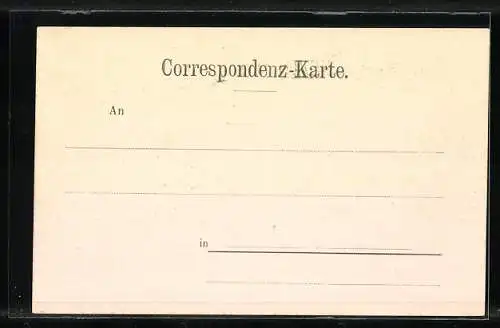 Correspondenz-Karte.
An
in